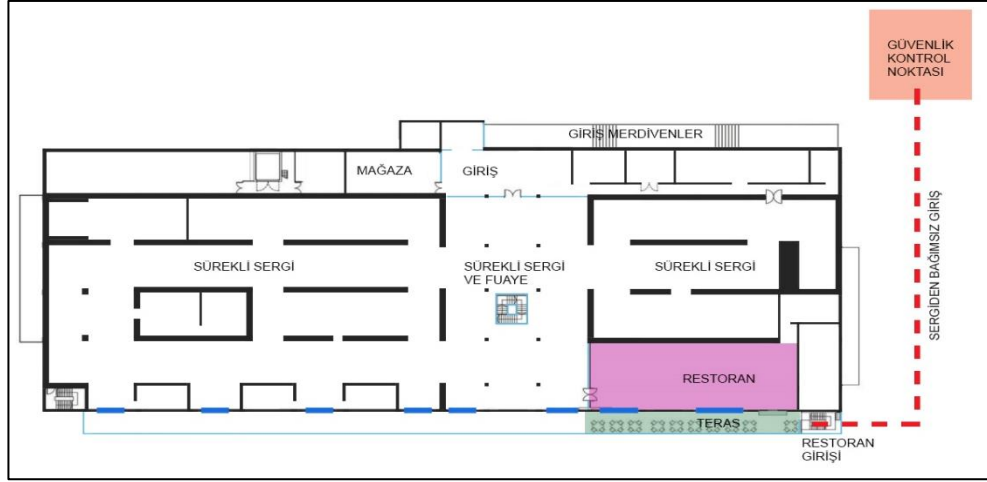 GÜVENLİK
KONTROL
NOKTASI
GİRİŞ MERDİVENLER
MAĞAZA
GİRİŞ
SÜREKLİ SERGİ
SÜREKLİ SERGİ
VE FUAYE
SÜREKLİ SERGİ
SERGİDEN BAĞIMSIZ GİRİŞ
RESTORAN
TERAS
RESTORAN
GİRİŞİ